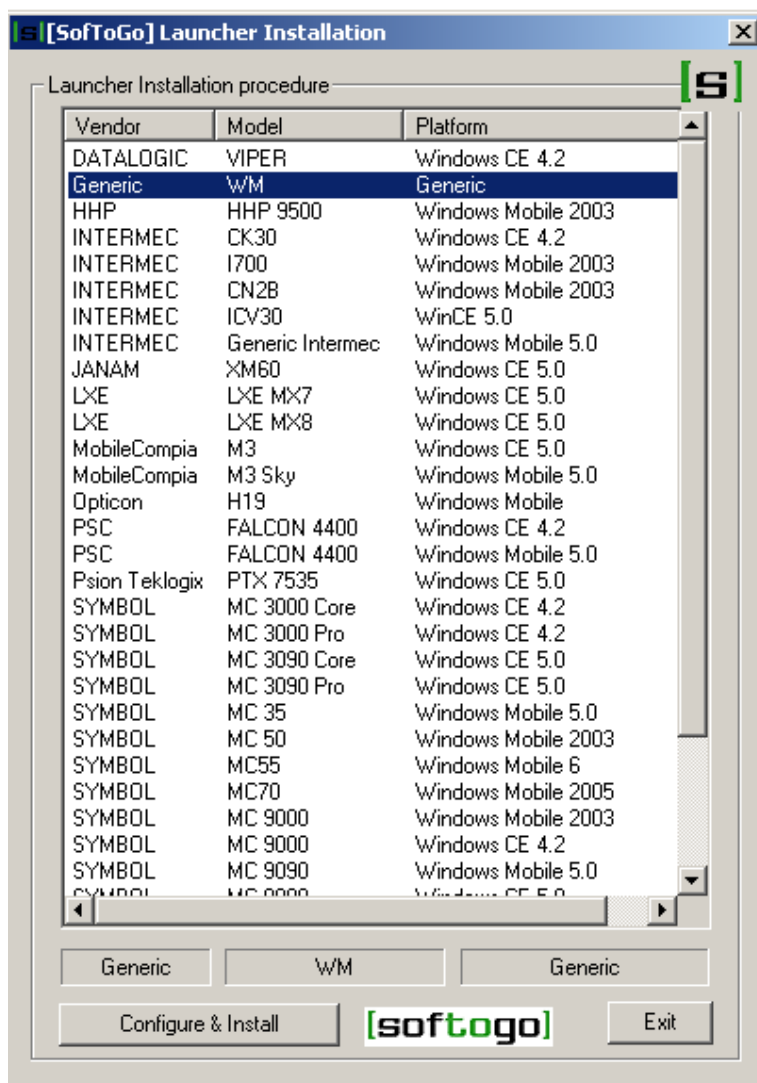 [SofToGo] Launcher Installation
Launcher Installation procedure
[s]
Vendor Model Platform
DATALOGIC VIPER Windows CE 4.2
Generic WM Generic
HHP HHP 9500 Windows Mobile 2003
INTERMEC CK30 Windows CE 4.2
INTERMEC I700 Windows Mobile 2003
INTERMEC CN2B Windows Mobile 2003
INTERMEC ICV30 WinCE 5.0
INTERMEC Generic Intermec Windows Mobile 5.0
JANAM XM60 Windows CE 5.0
LXE LXE MX7 Windows CE 5.0
LXE LXE MX8 Windows CE 5.0
MobileCompia M3 Windows CE 5.0
MobileCompia M3 Sky Windows Mobile 5.0
Opticon H19 Windows Mobile
PSC FALCON 4400 Windows CE 4.2
PSC FALCON 4400 Windows Mobile 5.0
Psion Teklogix PTX 7535 Windows CE 5.0
SYMBOL MC 3000 Core Windows CE 4.2
SYMBOL MC 3000 Pro Windows CE 4.2
SYMBOL MC 3090 Core Windows CE 5.0
SYMBOL MC 3090 Pro Windows CE 5.0
SYMBOL MC 35 Windows Mobile 5.0
SYMBOL MC 50 Windows Mobile 2003
SYMBOL MC55 Windows Mobile 6
SYMBOL MC70 Windows Mobile 2005
SYMBOL MC 9000 Windows Mobile 2003
SYMBOL MC 9000 Windows CE 4.2
SYMBOL MC 9090 Windows Mobile 5.0
Generic WM Generic
Configure & Install [softogo] Exit